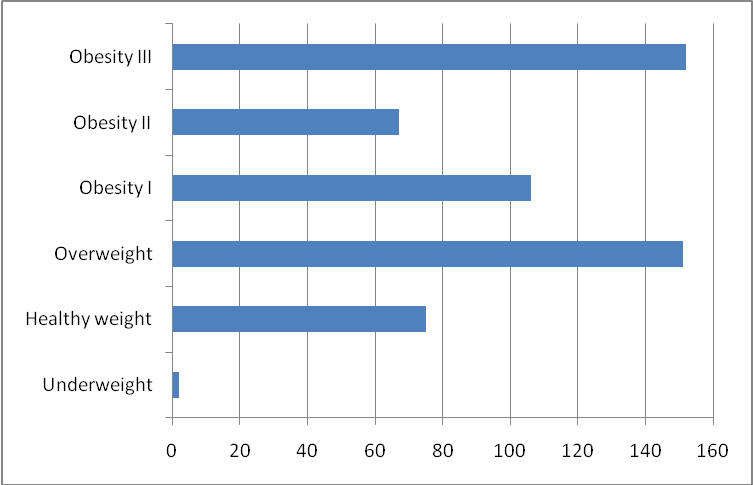 Obesity III
Obesity II
Obesity I
Overweight
Healthy weight
Underweight
0 20 40 60 80 100 120 140 160